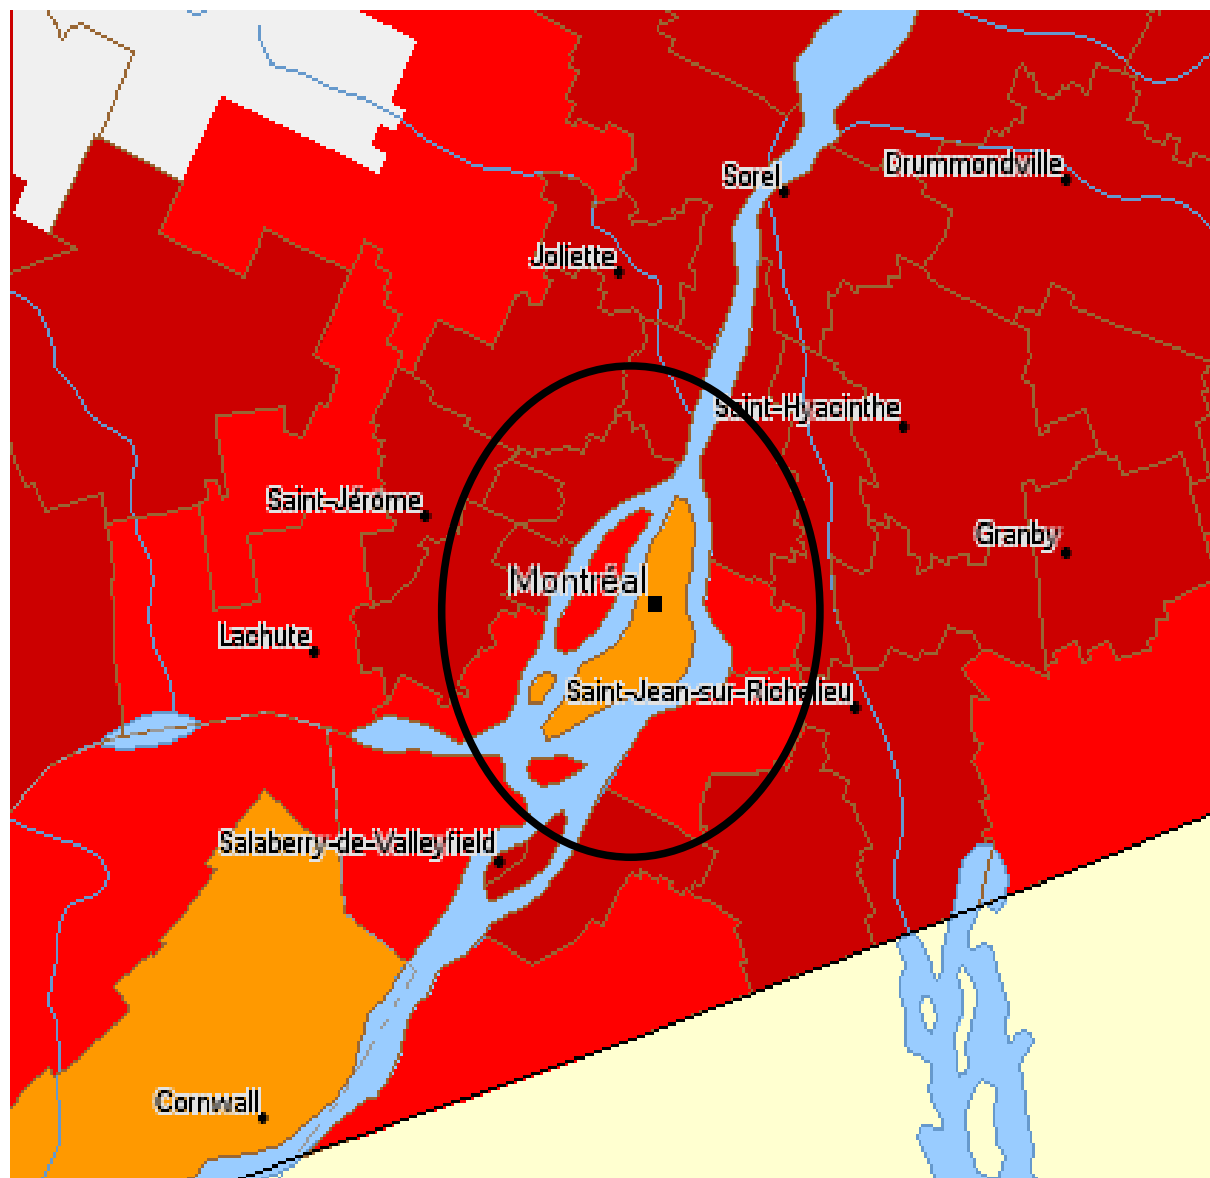 Drummondville
Sorel
Joliette
Saint-Hyacinthe
Saint-Jérôme
Granby
Montréal
Lachute
Saint-Jean-sur-Richelieu
Salaberry-de-Valleyfield
Cornwall